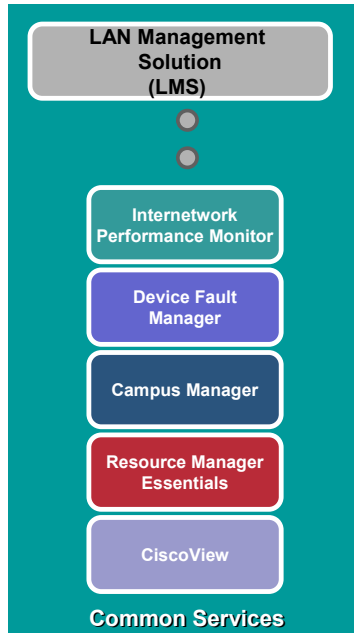 LAN Management
Solution
(LMS)
Internetwork
Performance Monitor
Device Fault
Manager
Campus Manager
Resource Manager
Essentials
CiscoView
Common Services